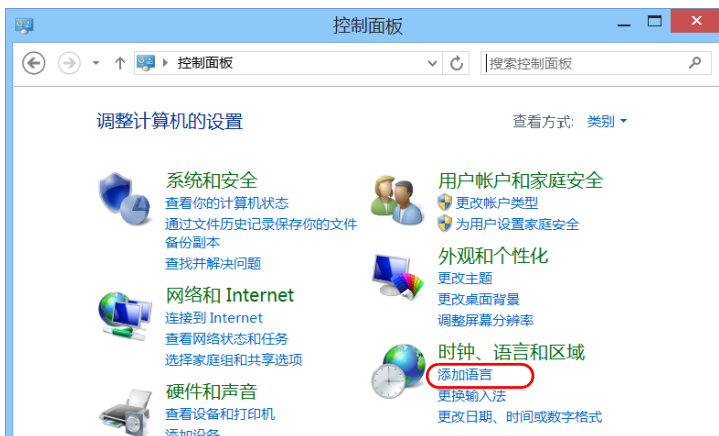 控制面板
控制面板
搜索控制面板
调整计算机的设置
查看方式: 类别
系统和安全
查看你的计算机状态
通过文件历史记录保存你的文件
备份副本
查找并解决问题
网络和 Internet
连接到 Internet
查看网络状态和任务
选择家庭组和共享选项
硬件和声音
查看设备和打印机
添加设备
用户帐户和家庭安全
更改帐户类型
为用户设置家庭安全
外观和个性化
更改主题
更改桌面背景
调整屏幕分辨率
时钟、语言和区域
添加语言
更换输入法
更改日期、时间或数字格式